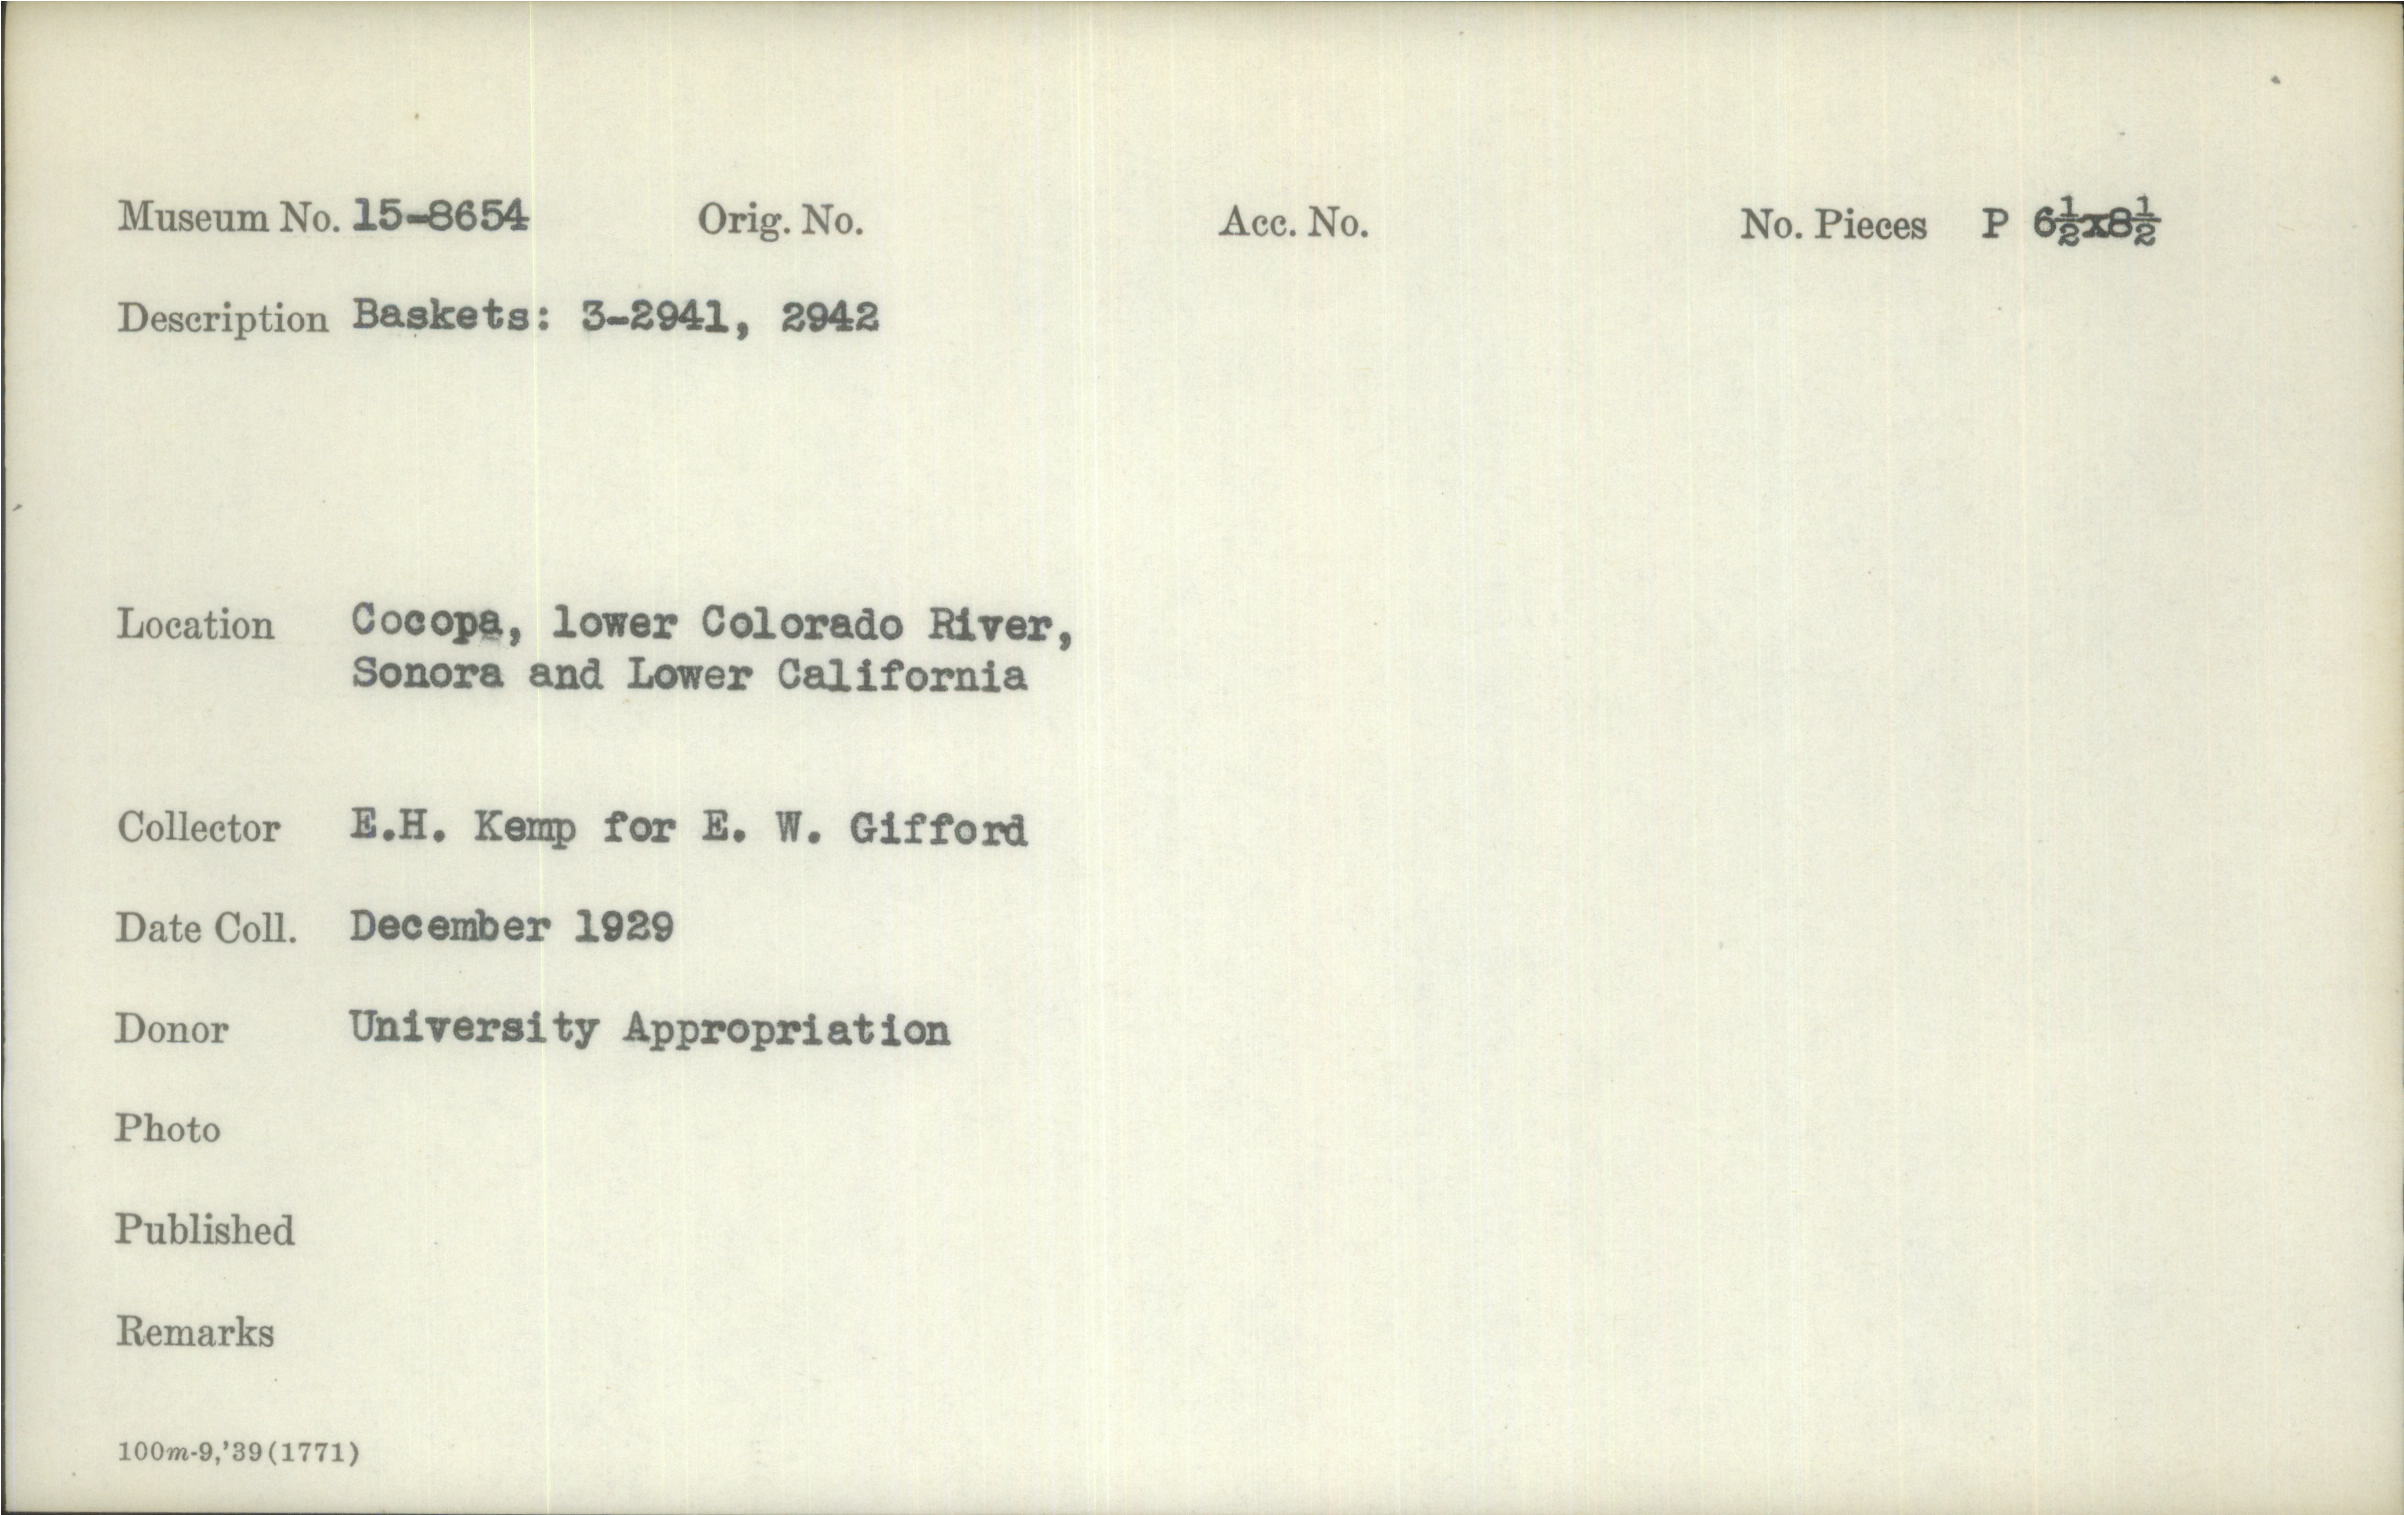 Museum No. 15-8654 Orig. No. Acc. No. No. Pieces P 6½x8½
Description Baskets: 3-2941, 2942
Location Cocopa, lower Colorado River,
Sonora and Lower California
Collector E.H. Kemp for E. W. Gifford
Date Coll. December 1929
Donor University Appropriation
Photo
Published
Remarks
100m-9,'39(1771)